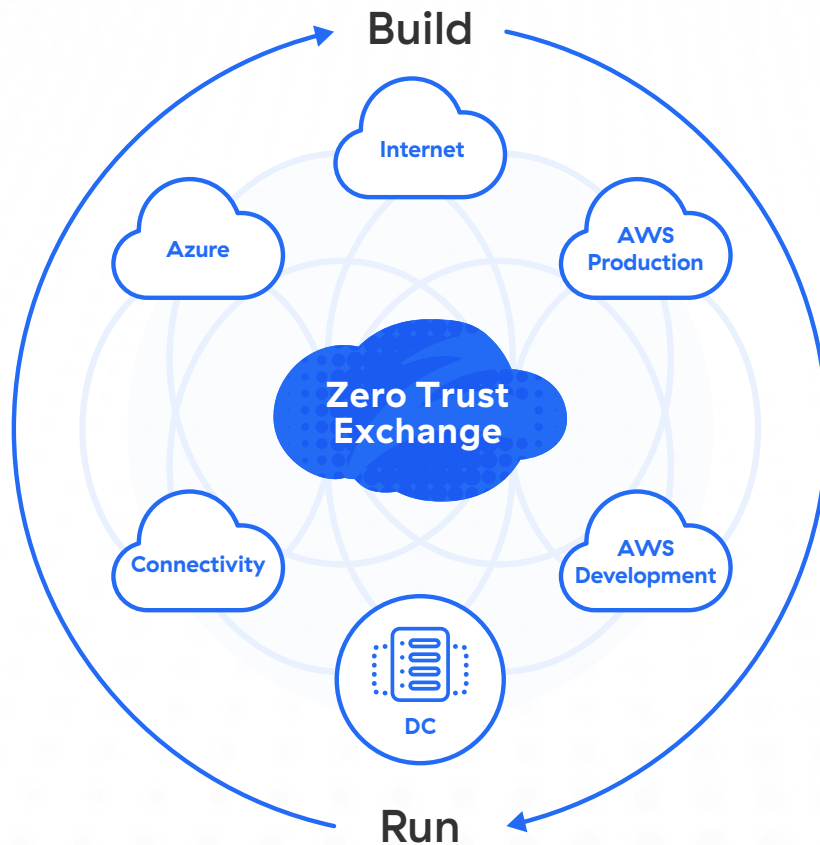 Build
Internet
Azure
AWS
Production
Zero Trust
Exchange
Connectivity
AWS
Development
DC
Run